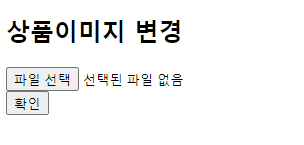 상품이미지 변경
파일 선택 선택된 파일 없음
확인